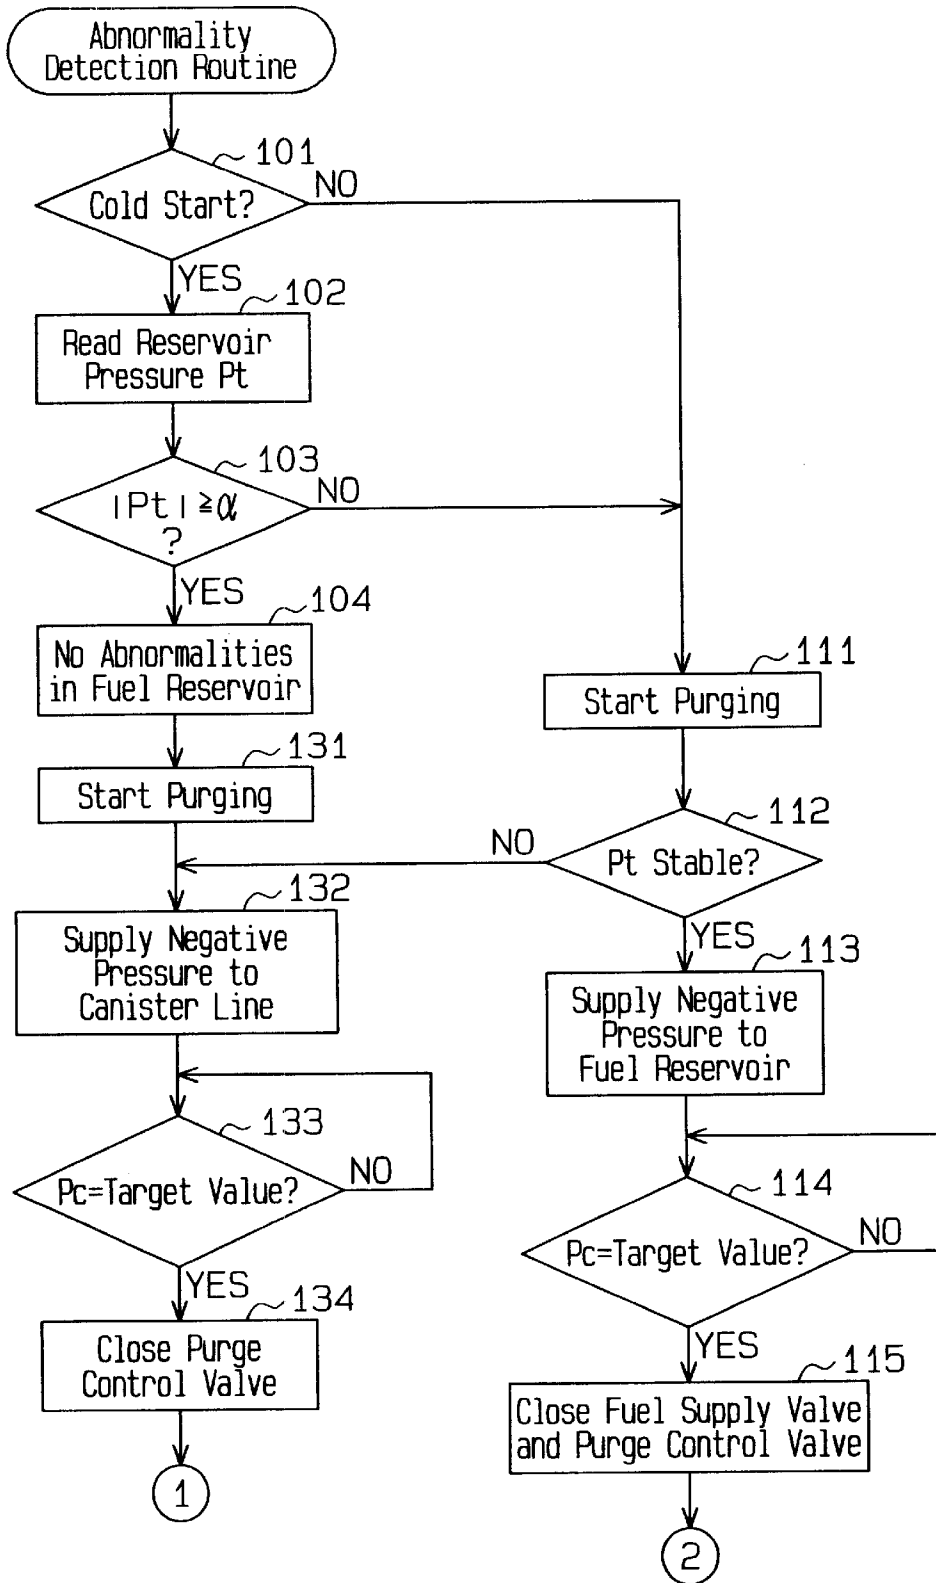 Abnormality
Detection Routine
101
Cold Start?
NO
YES
102
Read Reservoir
Pressure Pt
103
|Pt| ≧ α
?
NO
YES
104
No Abnormalities
in Fuel Reservoir
111
Start Purging
131
Start Purging
112
Pt Stable?
NO
YES
132
Supply Negative
Pressure to
Canister Line
113
Supply Negative
Pressure to
Fuel Reservoir
133
Pc=Target Value?
NO
YES
114
Pc=Target Value?
NO
YES
134
Close Purge
Control Valve
115
Close Fuel Supply Valve
and Purge Control Valve
1
2